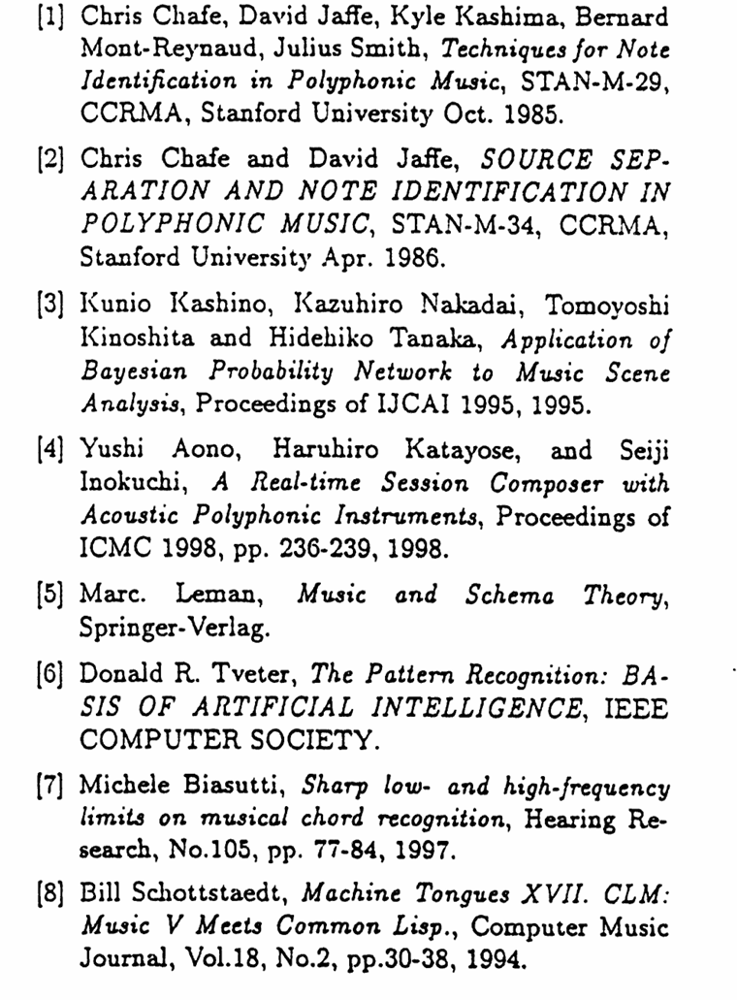 [1] Chris Chafe, David Jaffe, Kyle Kashima, Bernard
Mont-Reynaud, Julius Smith, Techniques for Note
Identification in Polyphonic Music, STAN-M-29,
CCRMA, Stanford University Oct. 1985.
[2] Chris Chafe and David Jaffe, SOURCE SEP-
ARATION AND NOTE IDENTIFICATION IN
POLYPHONIC MUSIC, STAN-M-34, CCRMA,
Stanford University Apr. 1986.
[3] Kunio Kashino, Kazuhiro Nakadai, Tomoyoshi
Kinoshita and Hidehiko Tanaka, Application of
Bayesian Probability Network to Music Scene
Analysis, Proceedings of IJCAI 1995, 1995.
[4] Yushi Aono, Haruhiro Katayose, and Seiji
Inokuchi, A Real-time Session Composer with
Acoustic Polyphonic Instruments, Proceedings of
ICMC 1998, pp. 236-239, 1998.
[5] Marc. Leman, Music and Schema Theory,
Springer-Verlag.
[6] Donald R. Tveter, The Pattern Recognition: BA-
SIS OF ARTIFICIAL INTELLIGENCE, IEEE
COMPUTER SOCIETY.
[7] Michele Biasutti, Sharp low- and high-frequency
limits on musical chord recognition, Hearing Re-
search, No.105, pp. 77-84, 1997.
[8] Bill Schottstaedt, Machine Tongues XVII. CLM:
Music V Meets Common Lisp., Computer Music
Journal, Vol.18, No.2, pp.30-38, 1994.